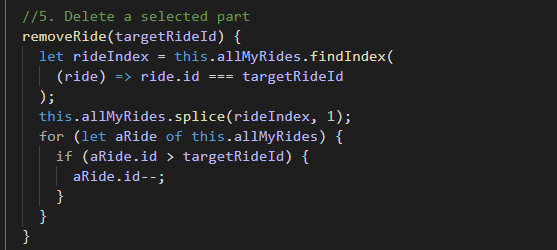 //5. Delete a selected part
removeRide(targetRideId) {
let rideIndex = this.allMyRides.findIndex(
(ride) => ride.id === targetRideId
);
this.allMyRides.splice(rideIndex, 1);
for (let aRide of this.allMyRides) {
if (aRide.id > targetRideId) {
aRide.id--;
}
}
}